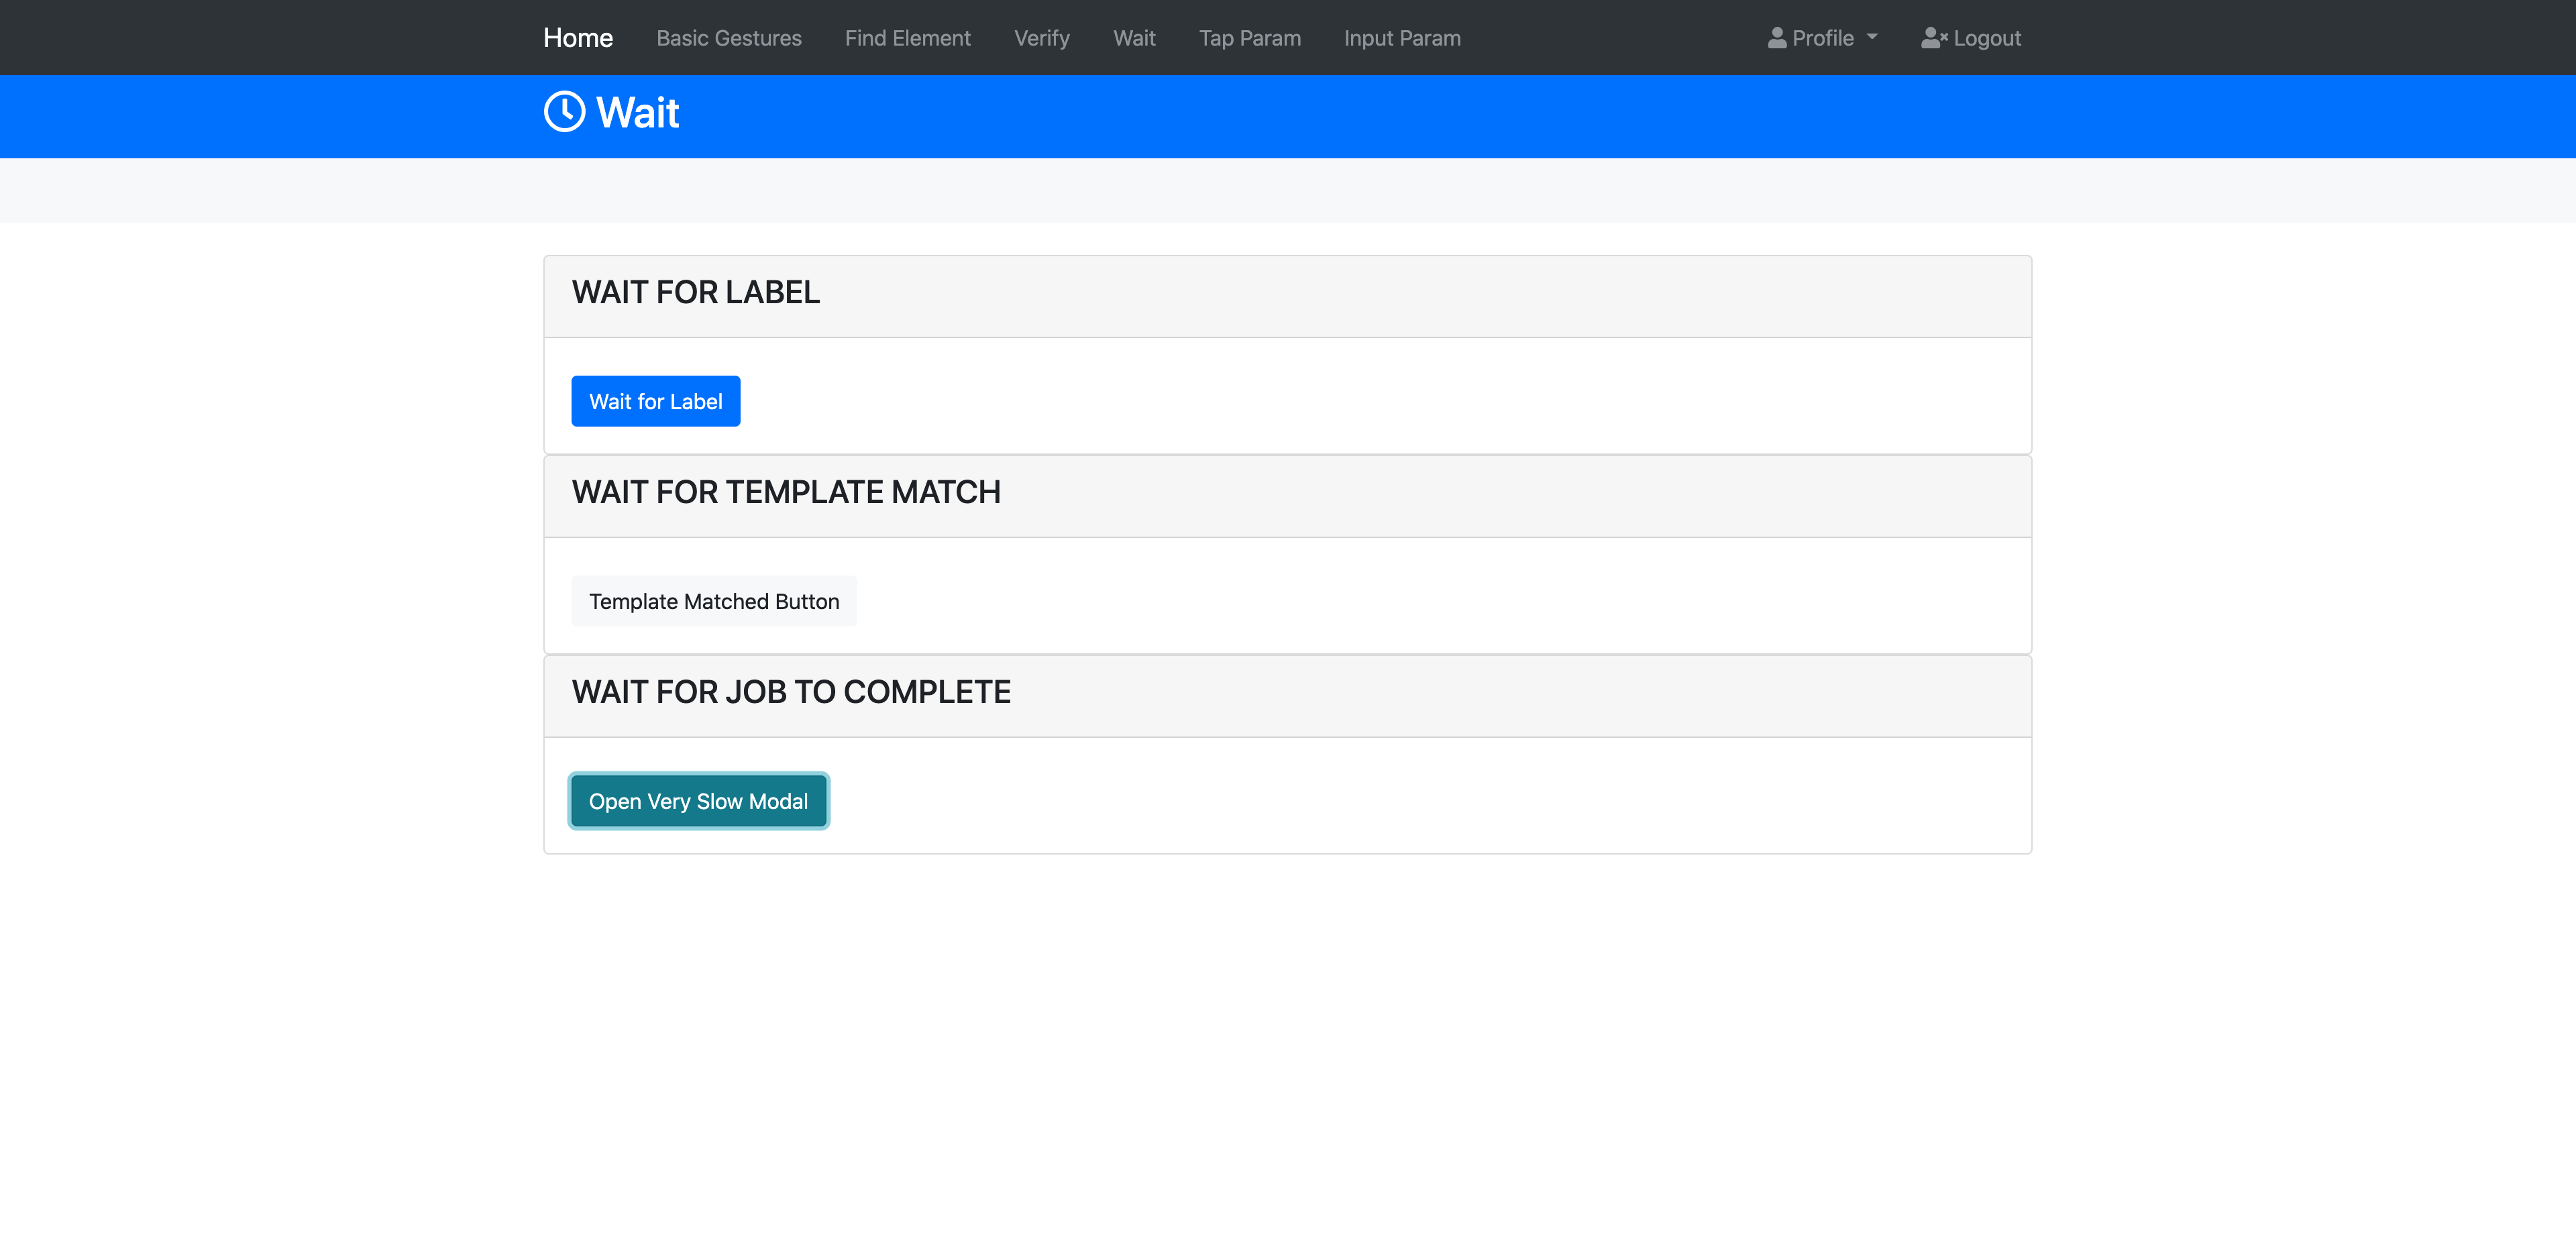 Home Basic Gestures Find Element Verify Wait Tap Param Input Param Profile Logout
Wait
WAIT FOR LABEL
Wait for Label
WAIT FOR TEMPLATE MATCH
Template Matched Button
WAIT FOR JOB TO COMPLETE
Open Very Slow Modal